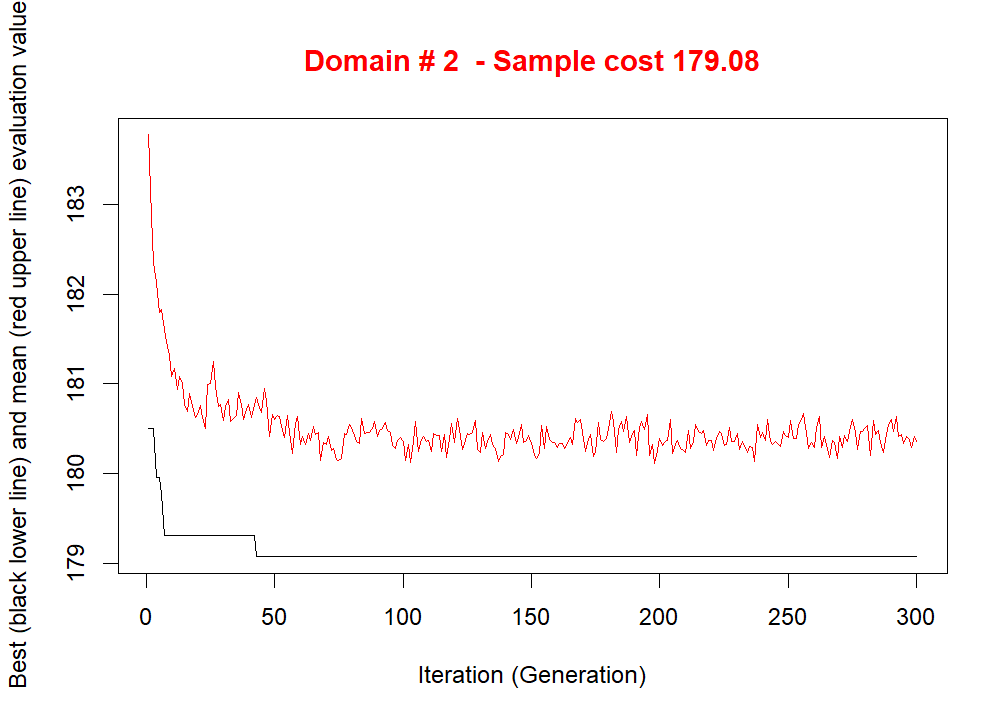 Domain # 2  - Sample cost 179.08
Best (black lower line) and mean (red upper line) evaluation value
183
182
181
180
179
0 50 100 150 200 250 300
Iteration (Generation)